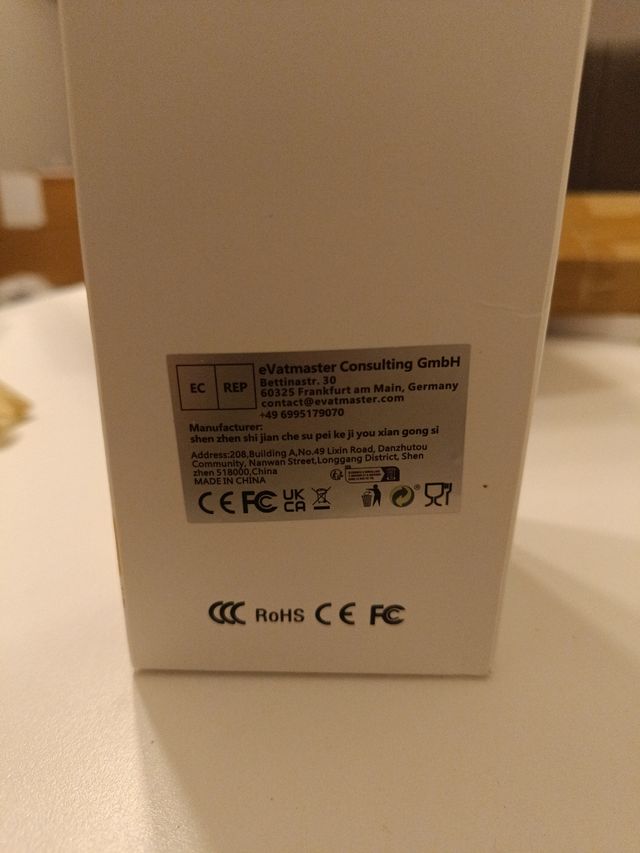 EC REP
eVatmaster Consulting GmbH
Bettinastr. 30
60325 Frankfurt am Main, Germany
contact@evatmaster.com
+49 6995179070
Manufacturer:
shen zhen shi jian che su pei ke ji you xian gong si
Address:208,Building A,No.49 Lixin Road, Danzhutou
Community, Nanwan Street,Longgang District, Shen
zhen 518000,China
MADE IN CHINA
CE FC UK
CA
CCC RoHS CE FC